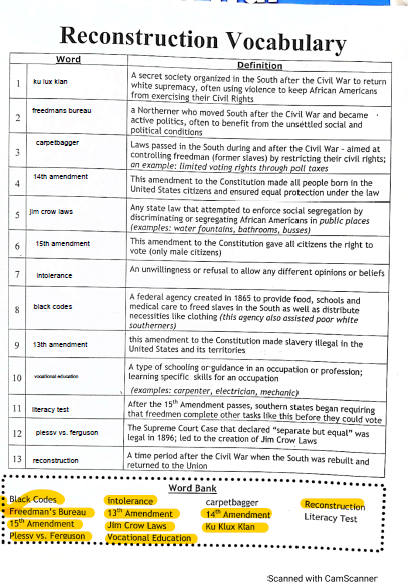 Reconstruction Vocabulary
Word Definition
1 ku lux klan A secret society organized in the South after the Civil War to return
white supremacy, often using violence to keep African Americans
from exercising their Civil Rights
2 freedmans bureau a Northerner who moved South after the Civil War and became
active politics, often to benefit from the unsettled social and
political conditions
3 carpetbagger Laws passed in the South during and after the Civil War - aimed at
controlling freedman (former slaves) by restricting their civil rights;
an example: limited voting rights through poll taxes
4 14th amendment This amendment to the Constitution made all people born in the
United States citizens and ensured equal protection under the law
5 jim crow laws Any state law that attempted to enforce social segregation by
discriminating or segregating African Americans in public places
(examples: water fountains, bathrooms, busses)
6 15th amendment This amendment to the Constitution gave all citizens the right to
vote (only male citizens)
7 intolerance An unwillingness or refusal to allow any different opinions or beliefs
8 black codes A federal agency created in 1865 to provide food, schools and
medical care to freed slaves in the South as well as distribute
necessities like clothing (this agency also assisted poor white
southerners)
9 13th amendment this amendment to the Constitution made slavery illegal in the
United States and its territories
10 vocational education A type of schooling or guidance in an occupation or profession;
learning specific skills for an occupation
(examples: carpenter, electrician, mechanic)
11 literacy test After the 15th Amendment passes, southern states began requiring
that freedmen complete other tasks like this before they could vote
12 plessy vs. ferguson The Supreme Court Case that declared "separate but equal" was
legal in 1896; led to the creation of Jim Crow Laws
13 reconstruction A time period after the Civil War when the South was rebuilt and
returned to the Union
Word Bank
Black Codes Intolerance carpetbagger Reconstruction
Freedman's Bureau 13th Amendment 14th Amendment Literacy Test
15th Amendment Jim Crow Laws Ku Klux Klan
Plessy vs. Ferguson Vocational Education
Scanned with CamScanner